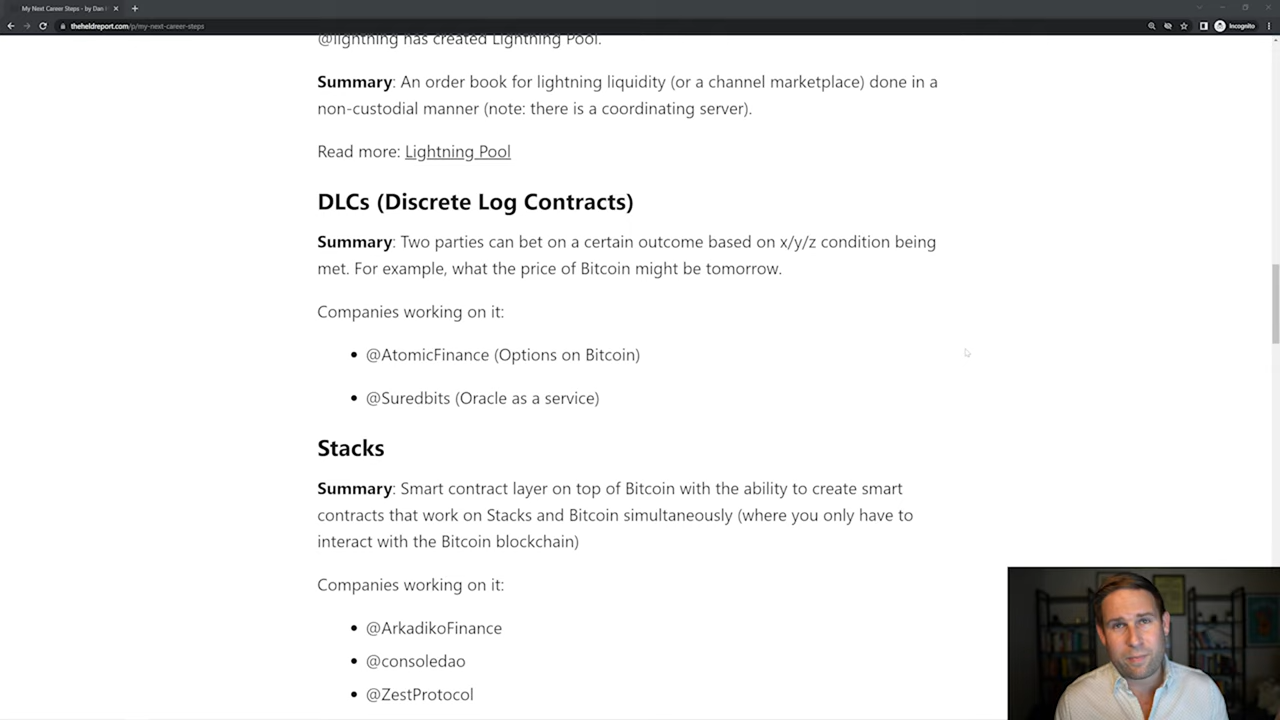 My Next Career Steps - by Dan
theheldreport.com/p/my-next-career-steps
Incognito
@lightning has created Lightning Pool.
Summary: An order book for lightning liquidity (or a channel marketplace) done in a
non-custodial manner (note: there is a coordinating server).
Read more: Lightning Pool
DLCs (Discrete Log Contracts)
Summary: Two parties can bet on a certain outcome based on x/y/z condition being
met. For example, what the price of Bitcoin might be tomorrow.
Companies working on it:
• @AtomicFinance (Options on Bitcoin)
• @Suredbits (Oracle as a service)
Stacks
Summary: Smart contract layer on top of Bitcoin with the ability to create smart
contracts that work on Stacks and Bitcoin simultaneously (where you only have to
interact with the Bitcoin blockchain)
Companies working on it:
• @ArkadikoFinance
• @consoledao
• @ZestProtocol